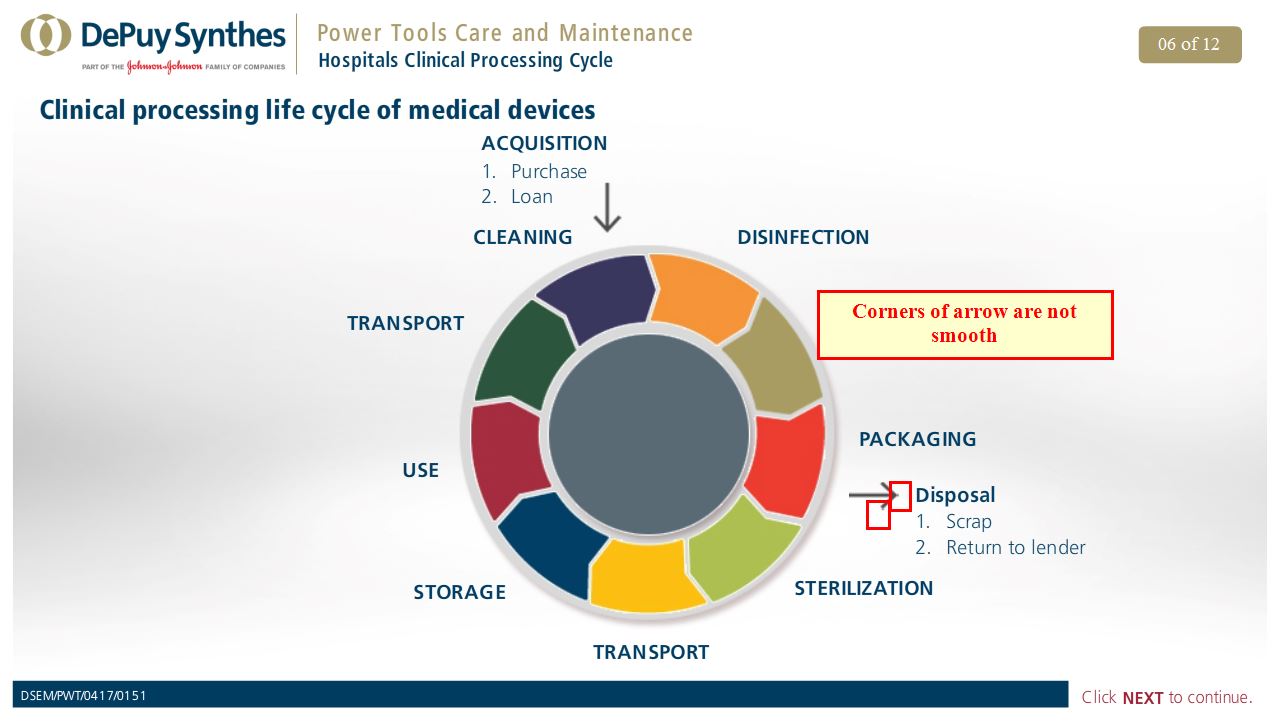 DePuy Synthes
PART OF THE Johnson & Johnson FAMILY OF COMPANIES
Power Tools Care and Maintenance
Hospitals Clinical Processing Cycle
06 of 12
Clinical processing life cycle of medical devices
ACQUISITION
1. Purchase
2. Loan
CLEANING
DISINFECTION
TRANSPORT
Corners of arrow are not
smooth
PACKAGING
USE
Disposal
1. Scrap
2. Return to lender
STORAGE
STERILIZATION
TRANSPORT
DSEM/PWT/0417/0151
Click NEXT to continue.